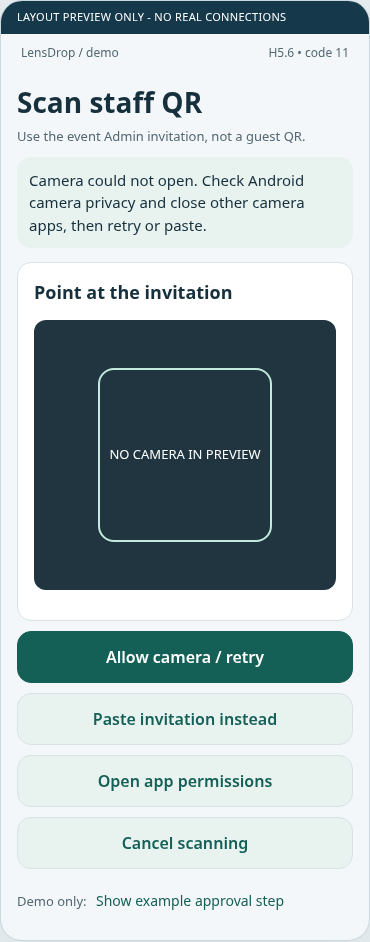 LAYOUT PREVIEW ONLY - NO REAL CONNECTIONS
LensDrop / demo
H5.6 • code 11
Scan staff QR
Use the event Admin invitation, not a guest QR.
Camera could not open. Check Android
camera privacy and close other camera
apps, then retry or paste.
Point at the invitation
NO CAMERA IN PREVIEW
Allow camera / retry
Paste invitation instead
Open app permissions
Cancel scanning
Demo only: Show example approval step